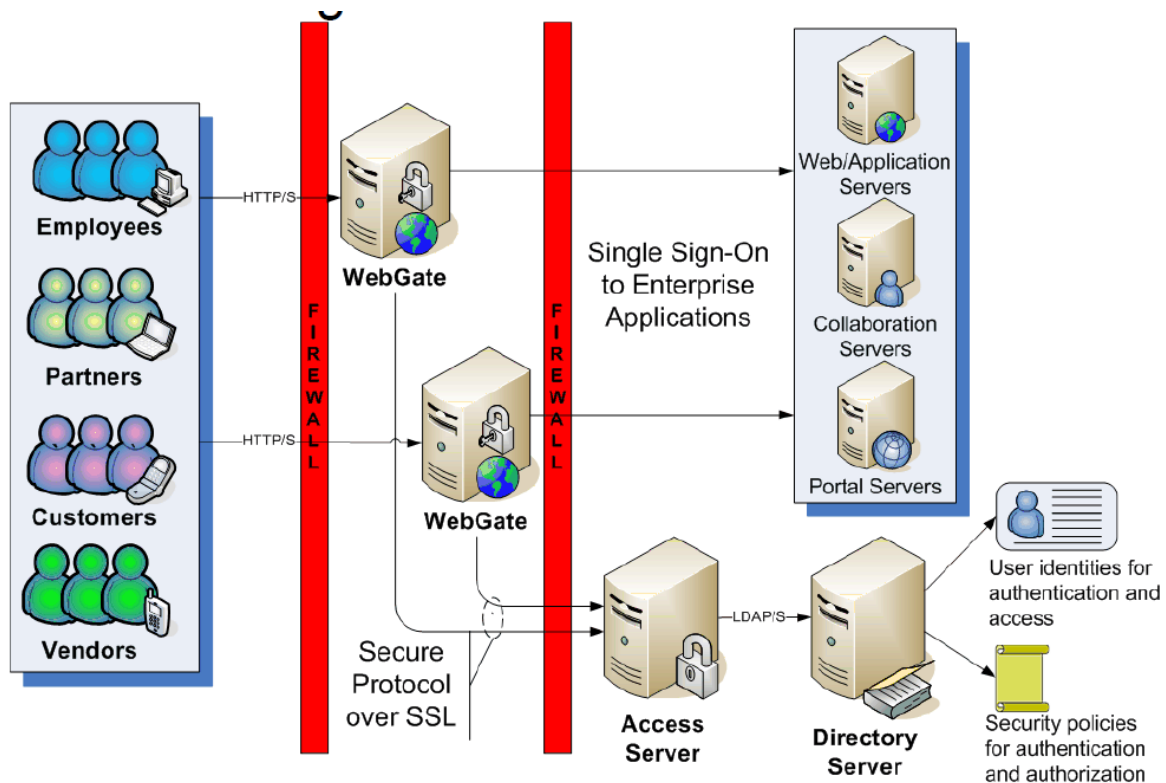 Employees
Partners
Customers
Vendors
HTTP/S
HTTP/S
FIREWALL
WebGate
WebGate
Secure
Protocol
over SSL
FIREWALL
Single Sign-On
to Enterprise
Applications
Web/Application
Servers
Collaboration
Servers
Portal Servers
Access
Server
LDAP/S
Directory
Server
User identities for
authentication and
access
Security policies
for authentication
and authorization